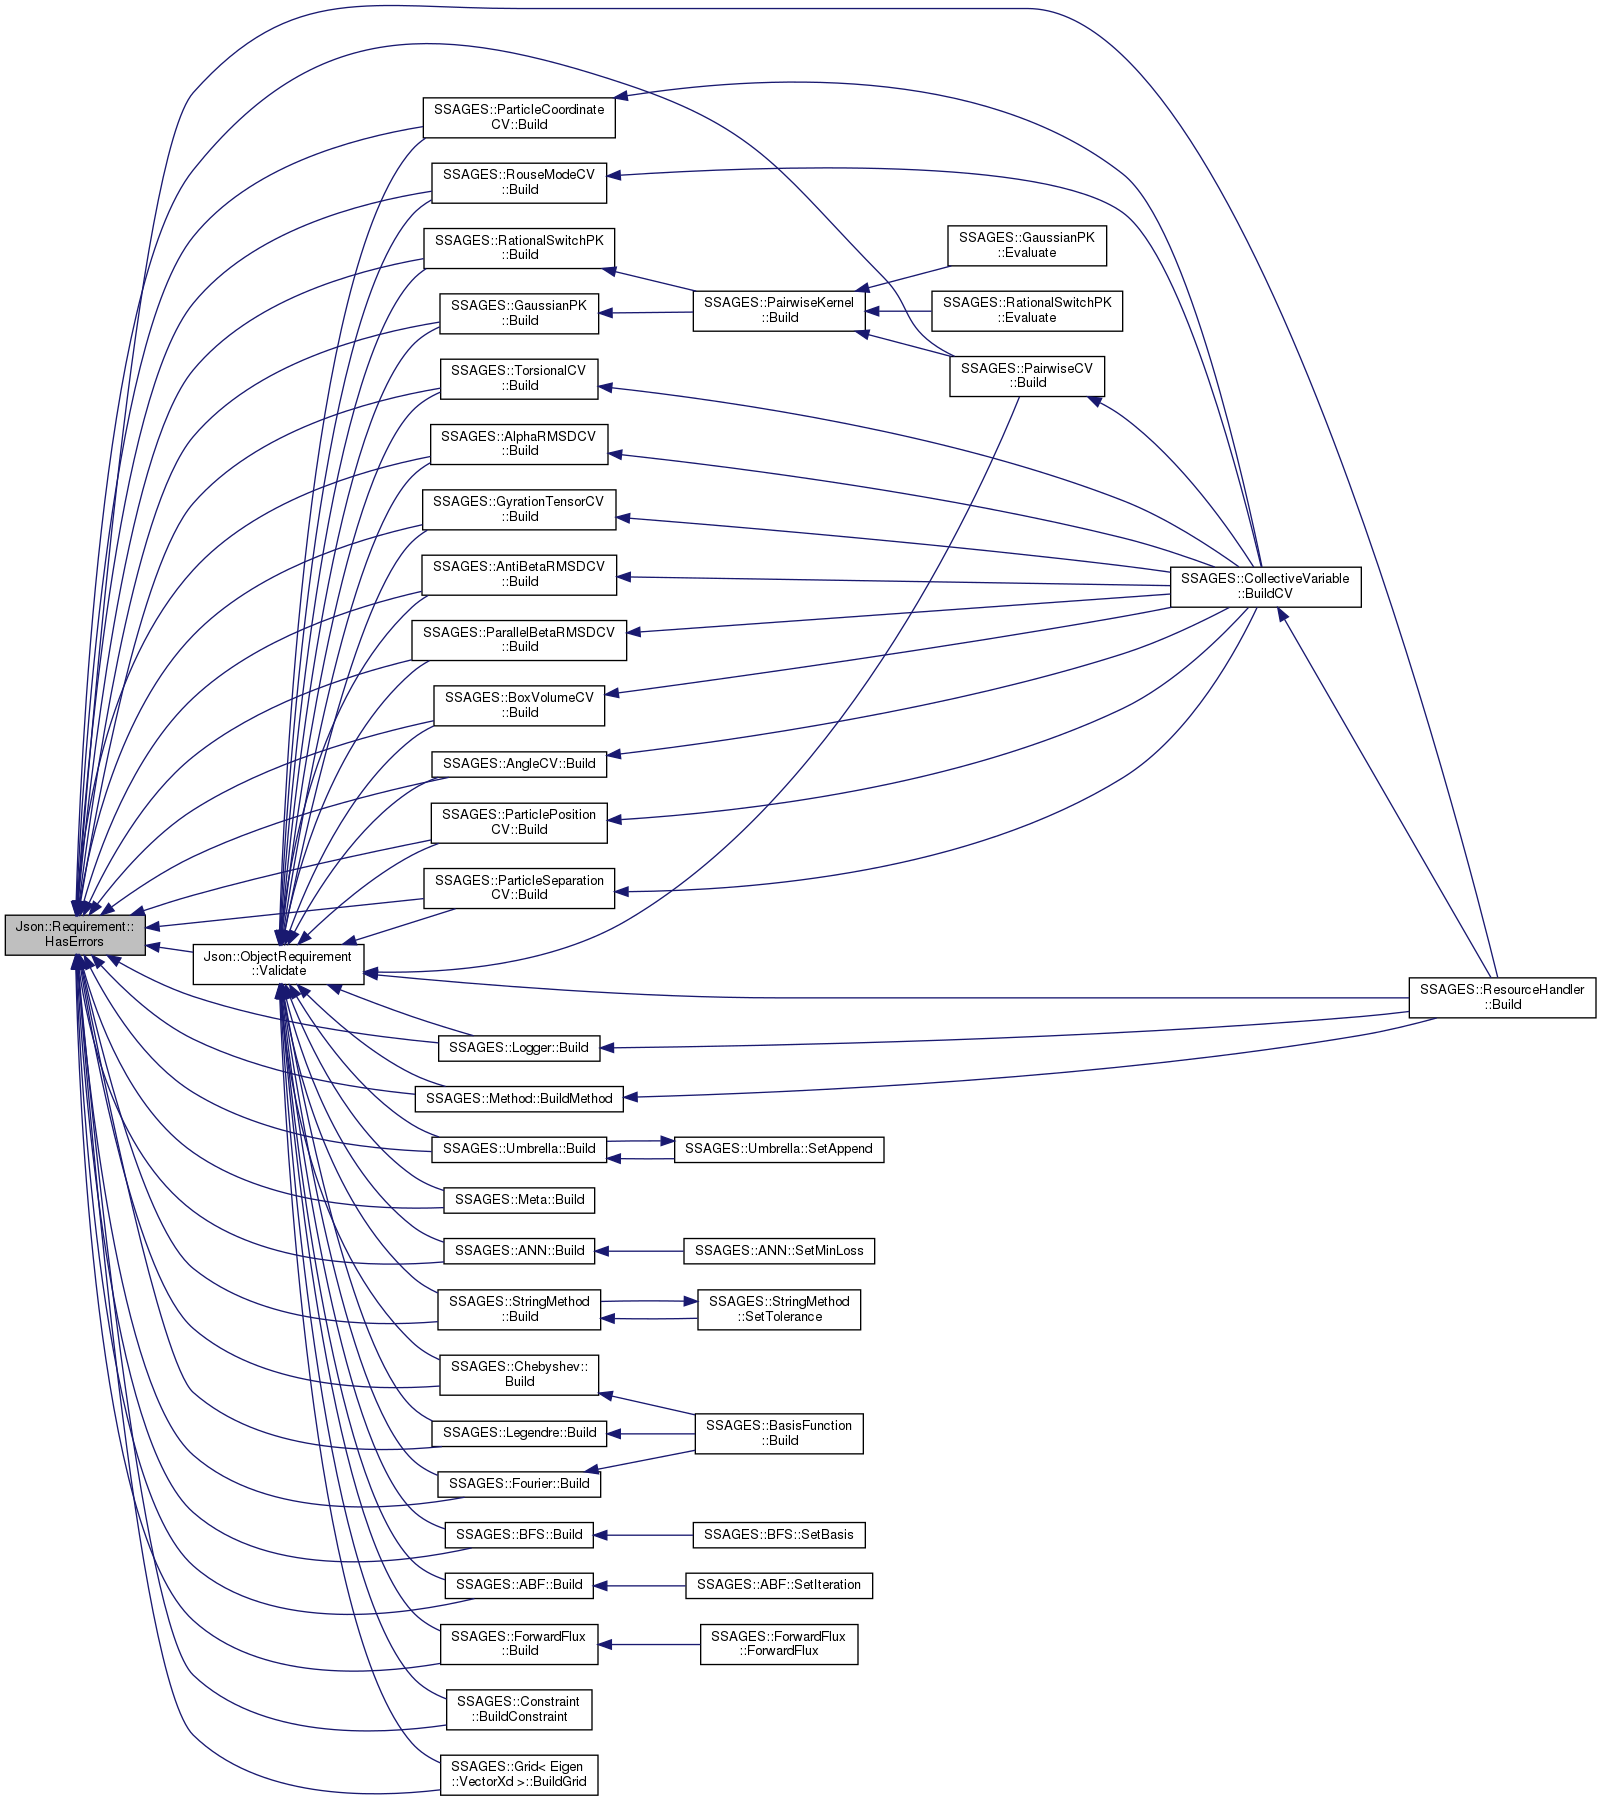 SSAGES::ParticleCoordinate
CV::Build
SSAGES::RouseModeCV
::Build
SSAGES::RationalSwitchPK
::Build
SSAGES::GaussianPK
::Build
SSAGES::TorsionalCV
::Build
SSAGES::AlphaRMSDCV
::Build
SSAGES::GyrationTensorCV
::Build
SSAGES::AntiBetaRMSDCV
::Build
SSAGES::ParallelBetaRMSDCV
::Build
SSAGES::BoxVolumeCV
::Build
SSAGES::AngleCV::Build
SSAGES::ParticlePosition
CV::Build
SSAGES::ParticleSeparation
CV::Build
Json::Requirement::
HasErrors
Json::ObjectRequirement
::Validate
SSAGES::Logger::Build
SSAGES::Method::BuildMethod
SSAGES::Umbrella::Build
SSAGES::Meta::Build
SSAGES::ANN::Build
SSAGES::StringMethod
::Build
SSAGES::Chebyshev::
Build
SSAGES::Legendre::Build
SSAGES::Fourier::Build
SSAGES::BFS::Build
SSAGES::ABF::Build
SSAGES::ForwardFlux
::Build
SSAGES::Constraint
::BuildConstraint
SSAGES::Grid< Eigen
::VectorXd >::BuildGrid
SSAGES::PairwiseKernel
::Build
SSAGES::GaussianPK
::Evaluate
SSAGES::RationalSwitchPK
::Evaluate
SSAGES::PairwiseCV
::Build
SSAGES::CollectiveVariable
::BuildCV
SSAGES::ResourceHandler
::Build
SSAGES::Umbrella::SetAppend
SSAGES::ANN::SetMinLoss
SSAGES::StringMethod
::SetTolerance
SSAGES::BasisFunction
::Build
SSAGES::BFS::SetBasis
SSAGES::ABF::SetIteration
SSAGES::ForwardFlux
::ForwardFlux